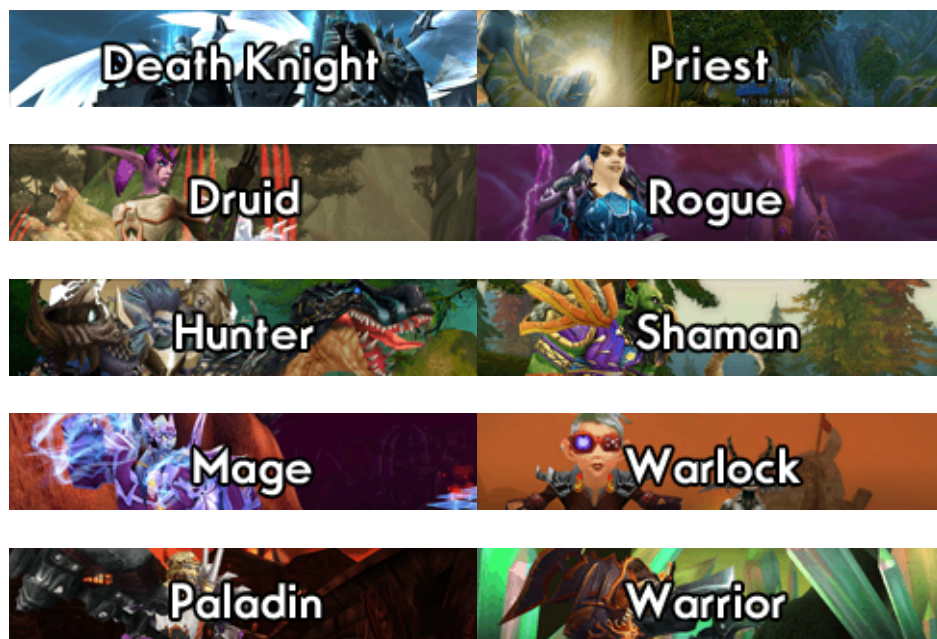 Death Knight
Priest
Druid
Rogue
Hunter
Shaman
Mage
Warlock
Paladin
Warrior